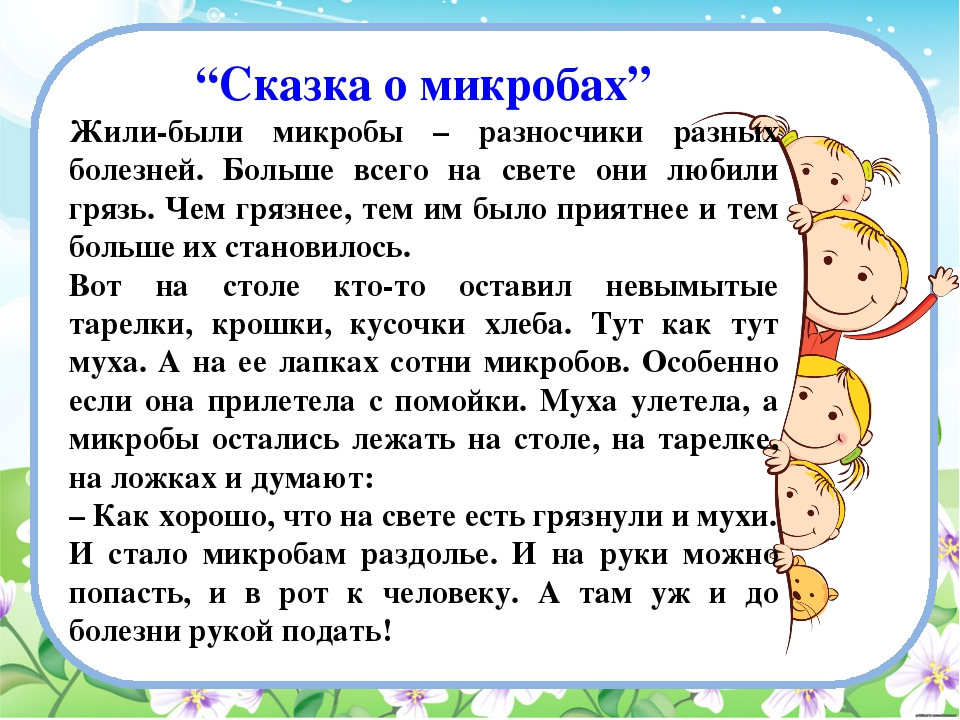 “Сказка о микробах”
Жили-были микробы – разносчики разных
болезней. Больше всего на свете они любили
грязь. Чем грязнее, тем им было приятнее и тем
больше их становилось.
Вот на столе кто-то оставил невымытые
тарелки, крошки, кусочки хлеба. Тут как тут
муха. А на ее лапках сотни микробов. Особенно
если она прилетела с помойки. Муха улетела, а
микробы остались лежать на столе, на тарелке,
на ложках и думают:
– Как хорошо, что на свете есть грязнули и мухи.
И стало микробам раздолье. И на руки можно
попасть, и в рот к человеку. А там уж и до
болезни рукой подать!